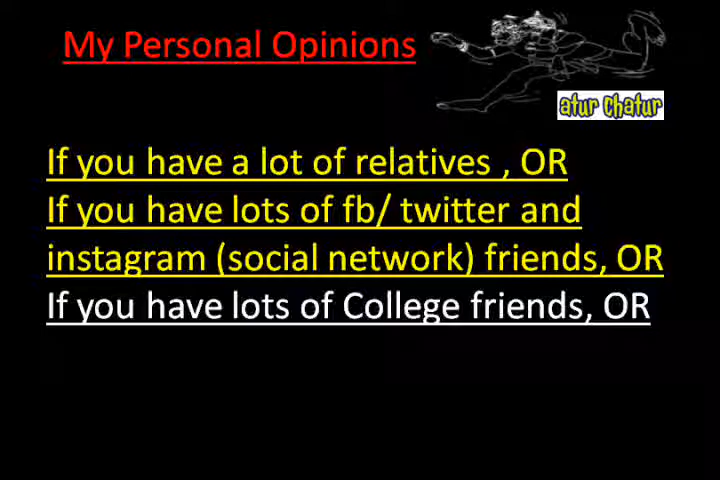 My Personal Opinions
atur chatur
If you have a lot of relatives , OR
If you have lots of fb/ twitter and
instagram (social network) friends, OR
If you have lots of College friends, OR